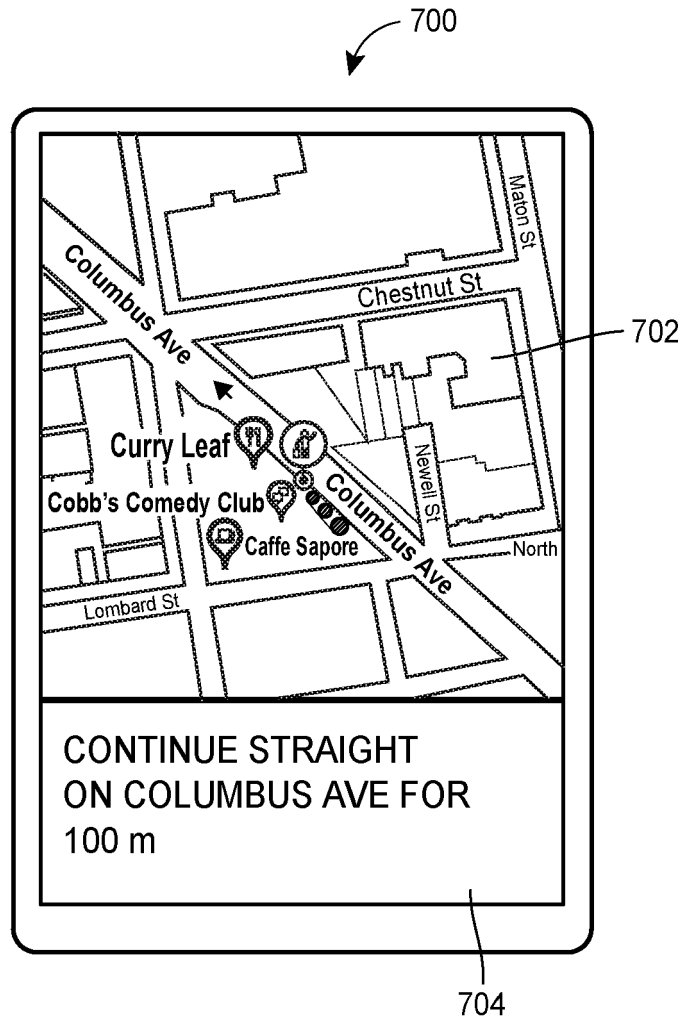 700
Maton St
Columbus Ave
Chestnut St
702
Curry Leaf
Newell St
Cobb's Comedy Club
Columbus Ave
Caffe Sapore
North
Lombard St
CONTINUE STRAIGHT
ON COLUMBUS AVE FOR
100 m
704